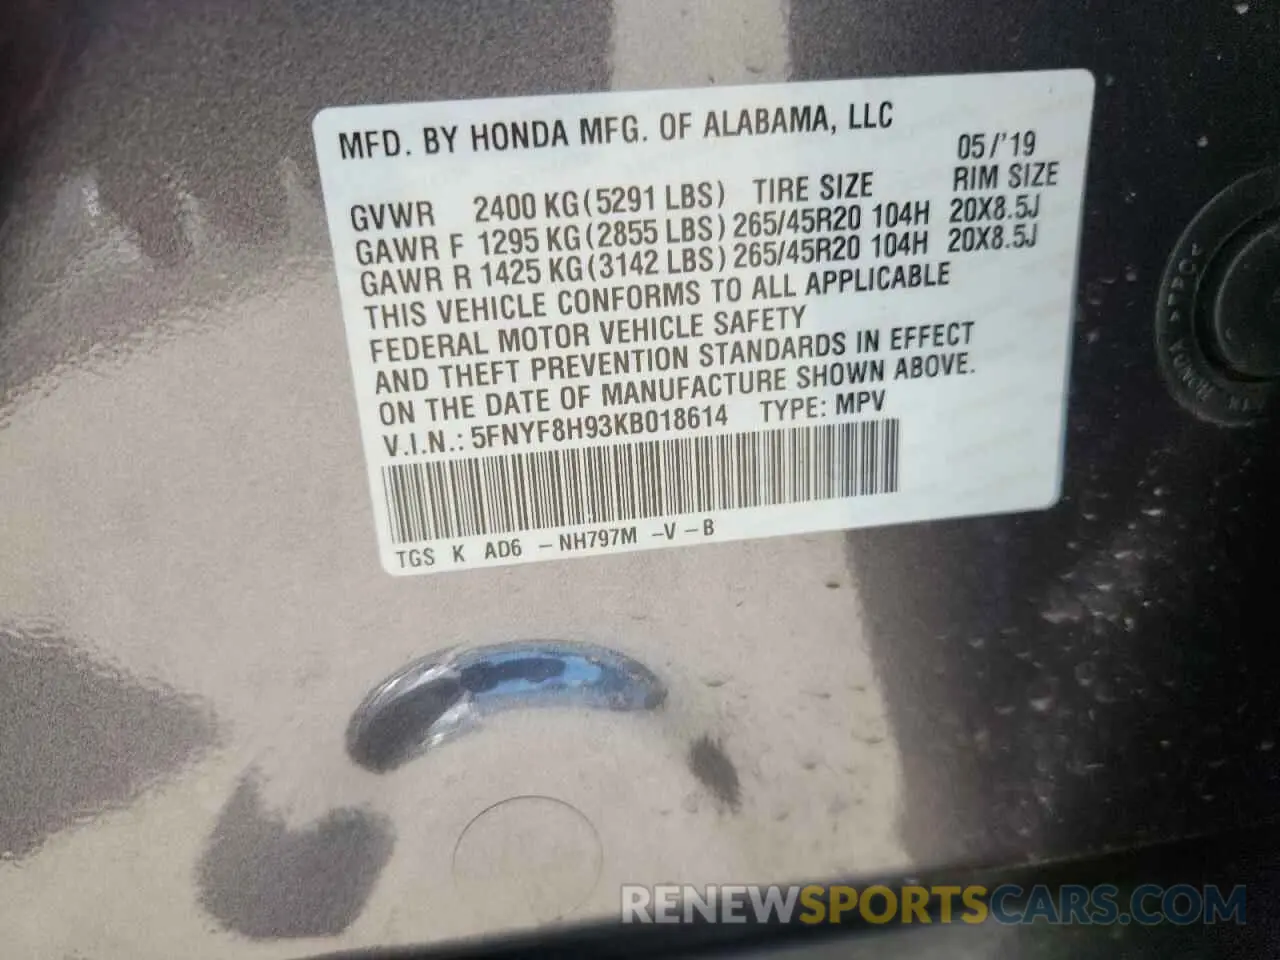 MFD. BY HONDA MFG. OF ALABAMA, LLC
05/'19
GVWR 2400 KG(5291 LBS) TIRE SIZE RIM SIZE
GAWR F 1295 KG(2855 LBS) 265/45R20 104H 20X8.5J
GAWR R 1425 KG(3142 LBS) 265/45R20 104H 20X8.5J
THIS VEHICLE CONFORMS TO ALL APPLICABLE
FEDERAL MOTOR VEHICLE SAFETY
AND THEFT PREVENTION STANDARDS IN EFFECT
ON THE DATE OF MANUFACTURE SHOWN ABOVE.
V.I.N.: 5FNYF8H93KB018614 TYPE: MPV
TGS K AD6 -NH797M -V -B
RENEWSPORTSCARS.COM